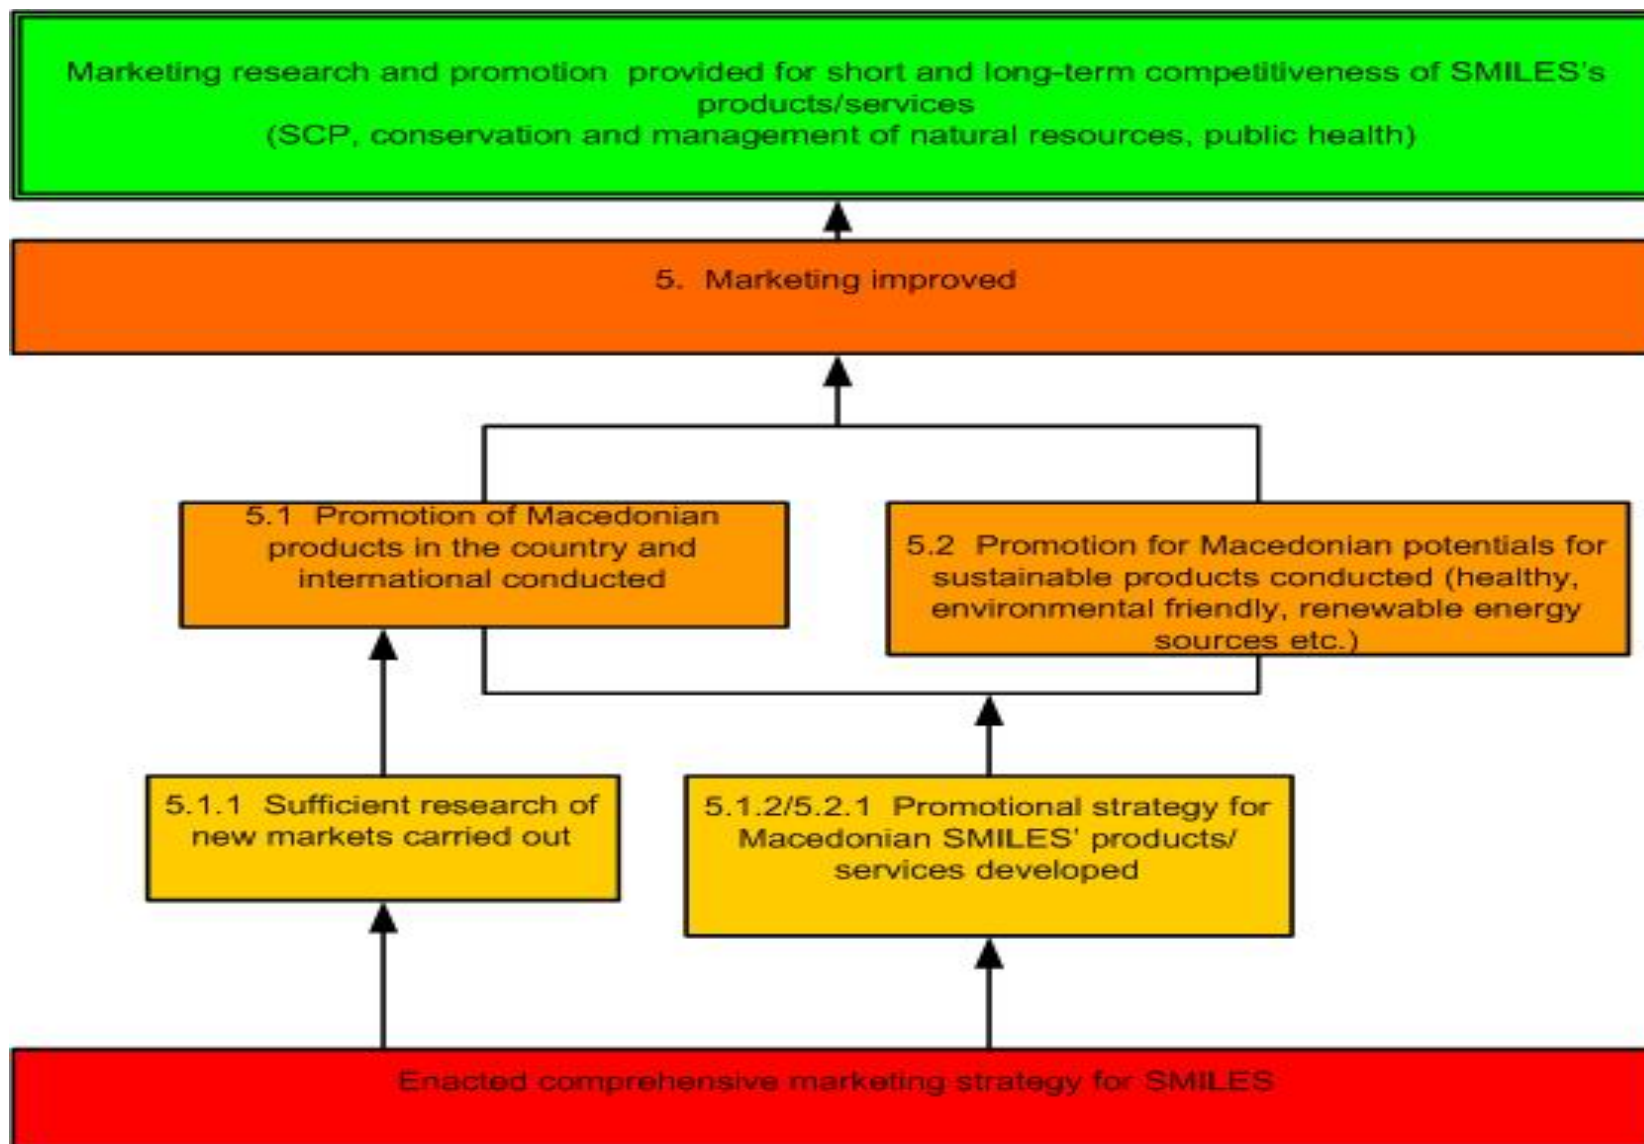 Marketing research and promotion provided for short and long-term competitiveness of SMILES's
products/services
(SCP, conservation and management of natural resources, public health)
5. Marketing improved
5.1 Promotion of Macedonian
products in the country and
international conducted
5.2 Promotion for Macedonian potentials for
sustainable products conducted (healthy,
environmental friendly, renewable energy
sources etc.)
5.1.1 Sufficient research of
new markets carried out
5.1.2/5.2.1 Promotional strategy for
Macedonian SMILES' products/
services developed
Enacted comprehensive marketing strategy for SMILES